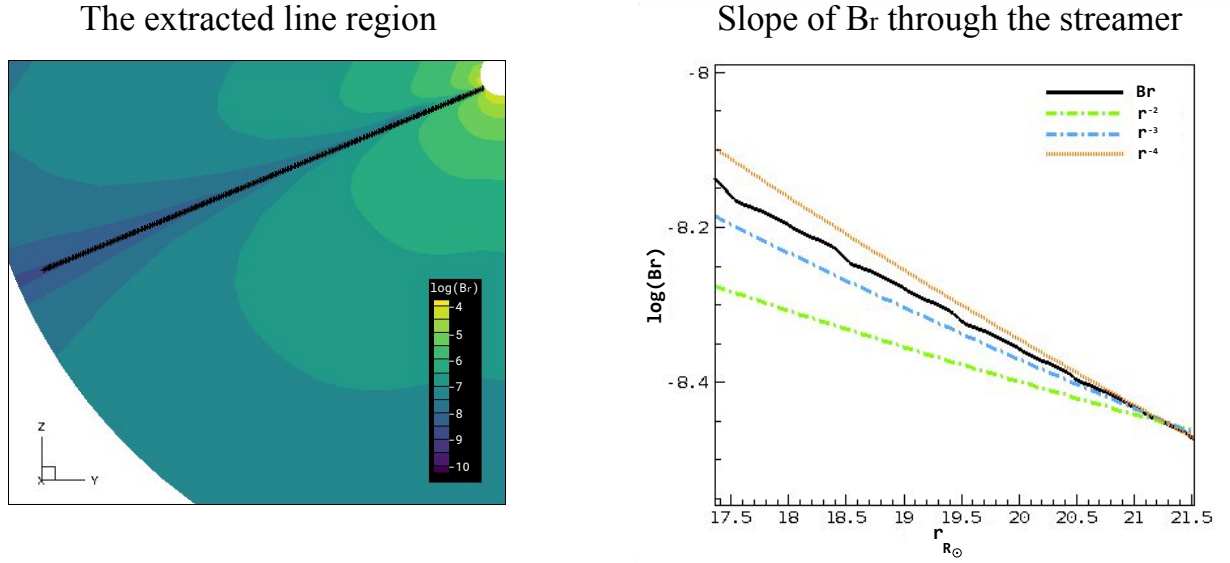 The extracted line region
Slope of Br through the streamer
log(Br)
-4
-5
-6
-7
-8
-9
-10
Z
X
Y
-8
-8.2
-8.4
log(Br)
Br
r⁻²
r⁻³
r⁻⁴
17.5 18 18.5 19 19.5 20 20.5 21 21.5
r R☉